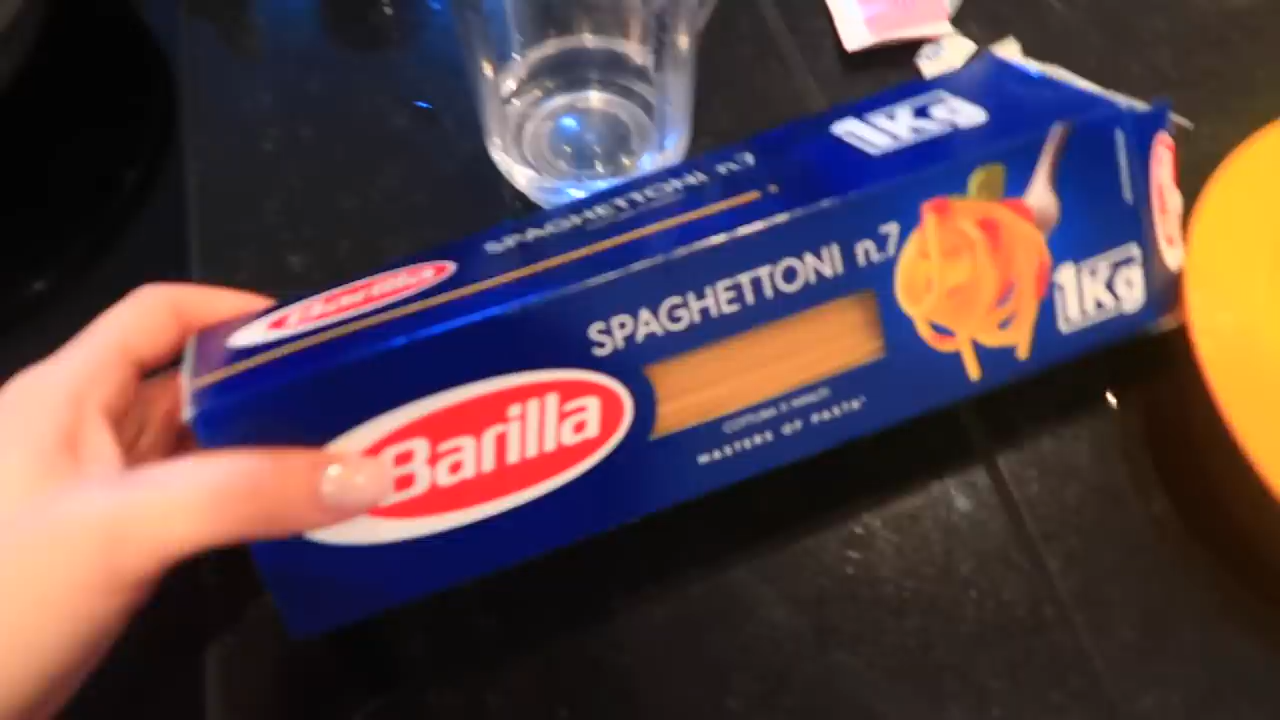 1Kg
SPAGHETTONI n.7
Barilla
SPAGHETTONI n.7
1Kg
Barilla
MASTERS OF PASTA